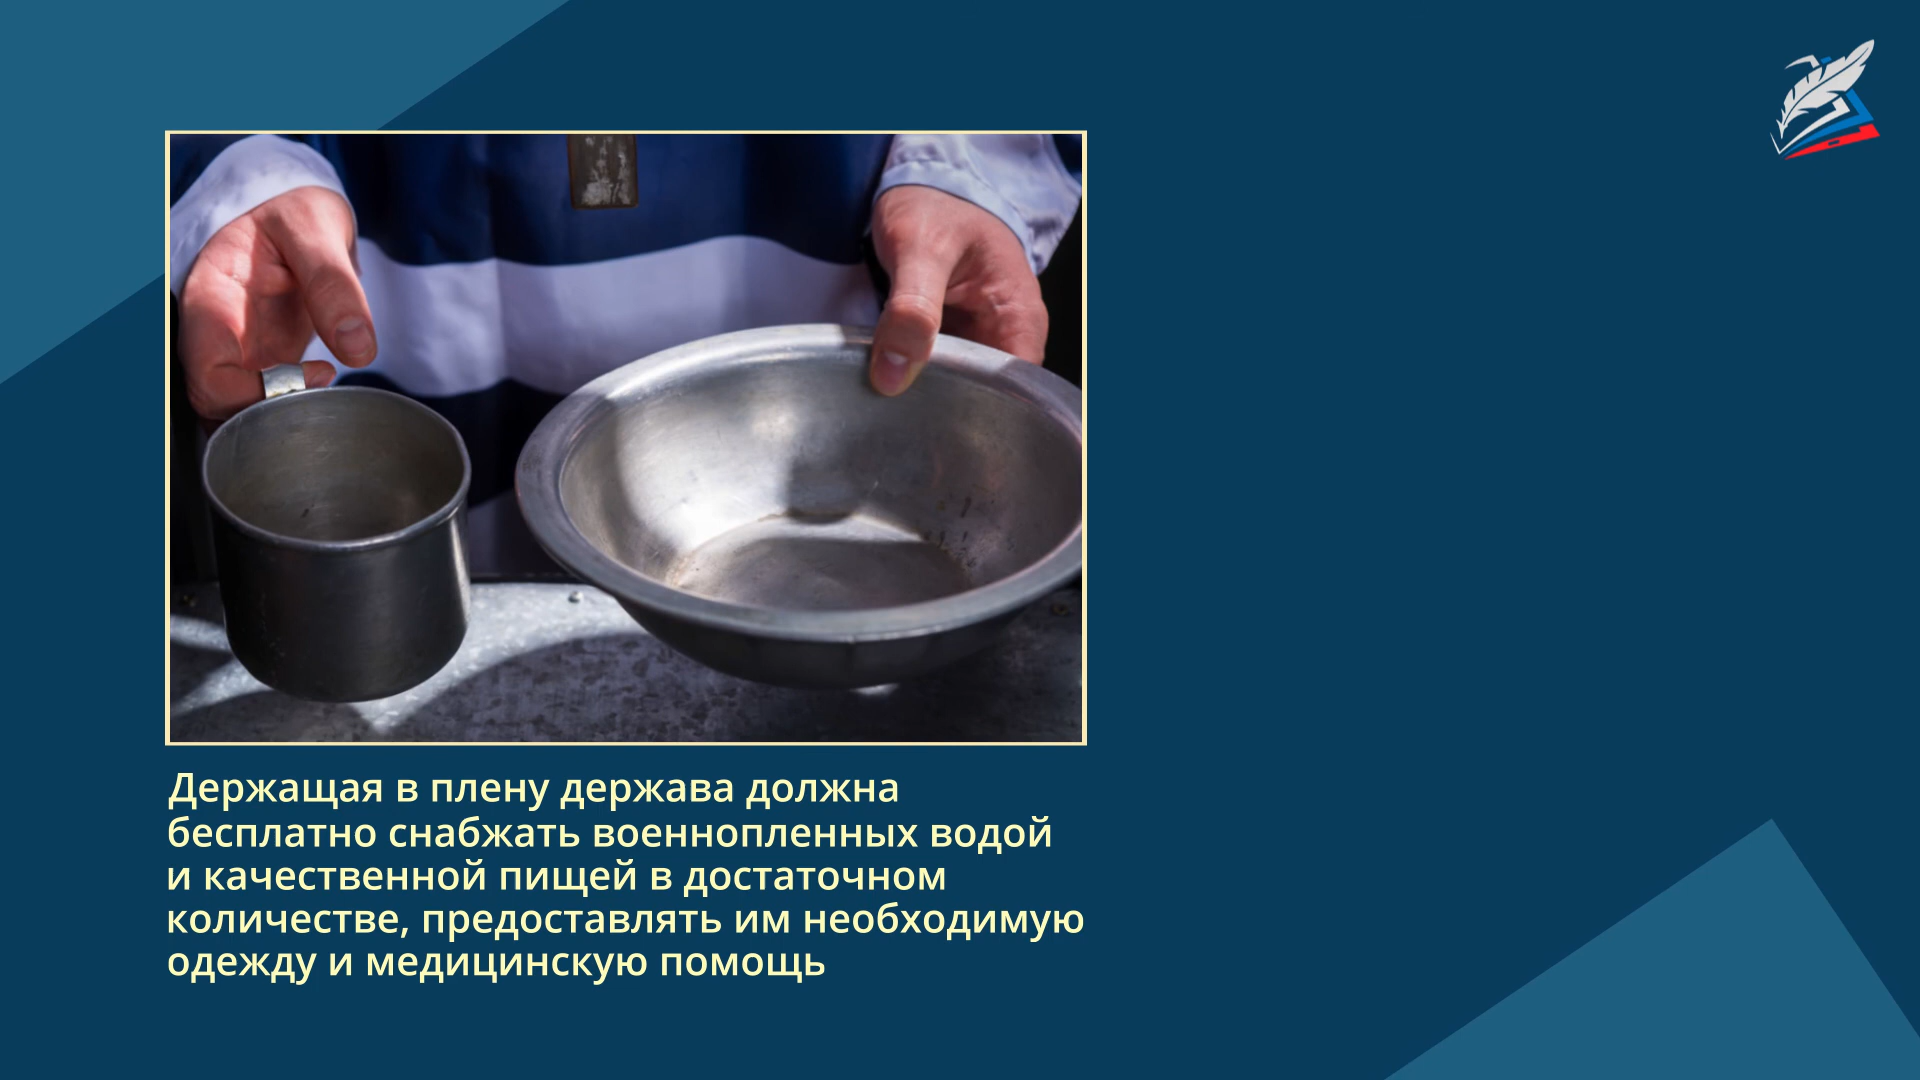 Держащая в плену держава должна
бесплатно снабжать военнопленных водой
и качественной пищей в достаточном
количестве, предоставлять им необходимую
одежду и медицинскую помощь